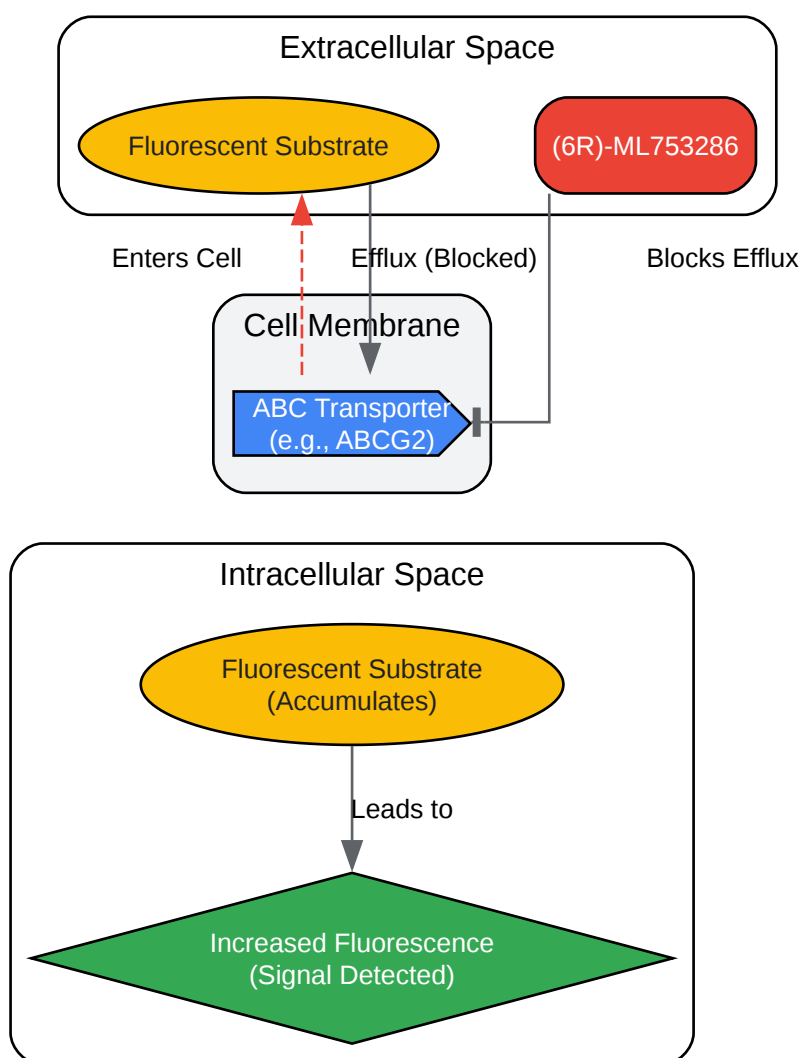 Extracellular Space
Fluorescent Substrate
(6R)-ML753286
Enters Cell
Efflux (Blocked)
Blocks Efflux
Cell Membrane
ABC Transporter
(e.g., ABCG2)
Intracellular Space
Fluorescent Substrate
(Accumulates)
Leads to
Increased Fluorescence
(Signal Detected)